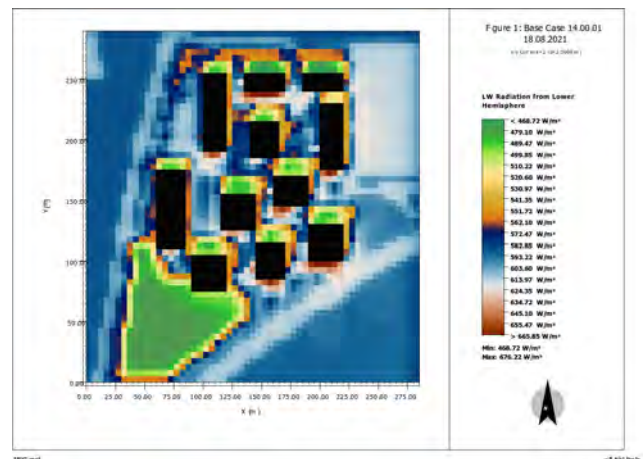 Figure 1: Base Case 14.00.01
18.08.2021
LW Radiation from Lower
Hemisphere
< 468.72 W/m²
479.10 W/m²
489.47 W/m²
499.85 W/m²
510.22 W/m²
520.60 W/m²
530.97 W/m²
541.35 W/m²
551.72 W/m²
562.10 W/m²
572.47 W/m²
582.85 W/m²
593.22 W/m²
603.60 W/m²
613.97 W/m²
624.35 W/m²
634.72 W/m²
645.10 W/m²
655.47 W/m²
> 665.85 W/m²
Min: 468.72 W/m²
Max: 676.22 W/m²
250.00
200.00
150.00
100.00
50.00
0.00
Y (m)
0.00 25.00 50.00 75.00 100.00 125.00 150.00 175.00 200.00 225.00 250.00 275.00
X (m)
N